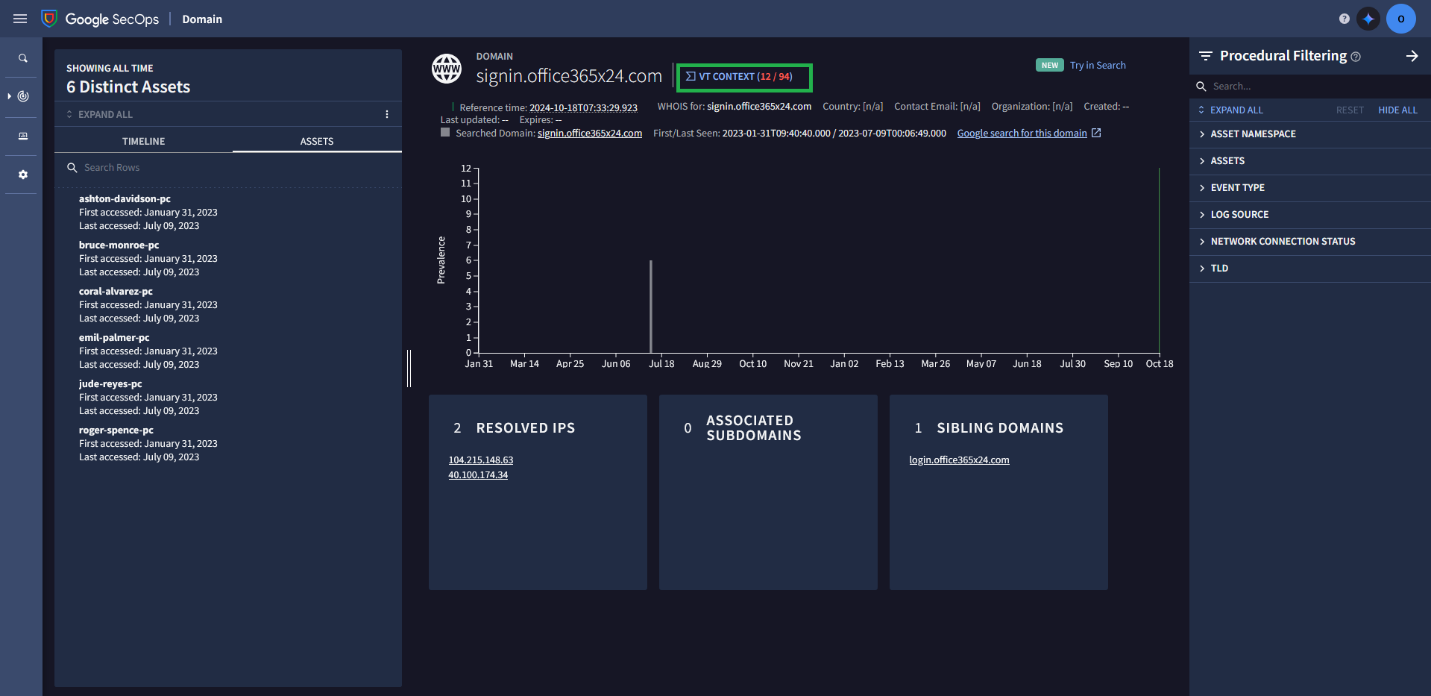 Google SecOps | Domain
O
SHOWING ALL TIME
6 Distinct Assets
EXPAND ALL
TIMELINE ASSETS
Search Rows
ashton-davidson-pc
First accessed: January 31, 2023
Last accessed: July 09, 2023
bruce-monroe-pc
First accessed: January 31, 2023
Last accessed: July 09, 2023
coral-alvarez-pc
First accessed: January 31, 2023
Last accessed: July 09, 2023
emil-palmer-pc
First accessed: January 31, 2023
Last accessed: July 09, 2023
jude-reyes-pc
First accessed: January 31, 2023
Last accessed: July 09, 2023
roger-spence-pc
First accessed: January 31, 2023
Last accessed: July 09, 2023
WWW
DOMAIN
signin.office365x24.com
VT CONTEXT (12 / 94)
NEW Try in Search
Reference time: 2024-10-18T07:33:29.923 WHOIS for: signin.office365x24.com Country: [n/a] Contact Email: [n/a] Organization: [n/a] Created: --
Last updated: -- Expires: --
Searched Domain: signin.office365x24.com First/Last Seen: 2023-01-31T09:40:40.000 / 2023-07-09T00:06:49.000 Google search for this domain
Prevalence
12
11
10
9
8
7
6
5
4
3
2
1
0
Jan 31 Mar 14 Apr 25 Jun 06 Jul 18 Aug 29 Oct 10 Nov 21 Jan 02 Feb 13 Mar 26 May 07 Jun 18 Jul 30 Sep 10 Oct 18
2 RESOLVED IPS
104.215.148.63
40.100.174.34
0 ASSOCIATED
SUBDOMAINS
1 SIBLING DOMAINS
login.office365x24.com
Procedural Filtering
Search...
EXPAND ALL RESET HIDE ALL
ASSET NAMESPACE
ASSETS
EVENT TYPE
LOG SOURCE
NETWORK CONNECTION STATUS
TLD